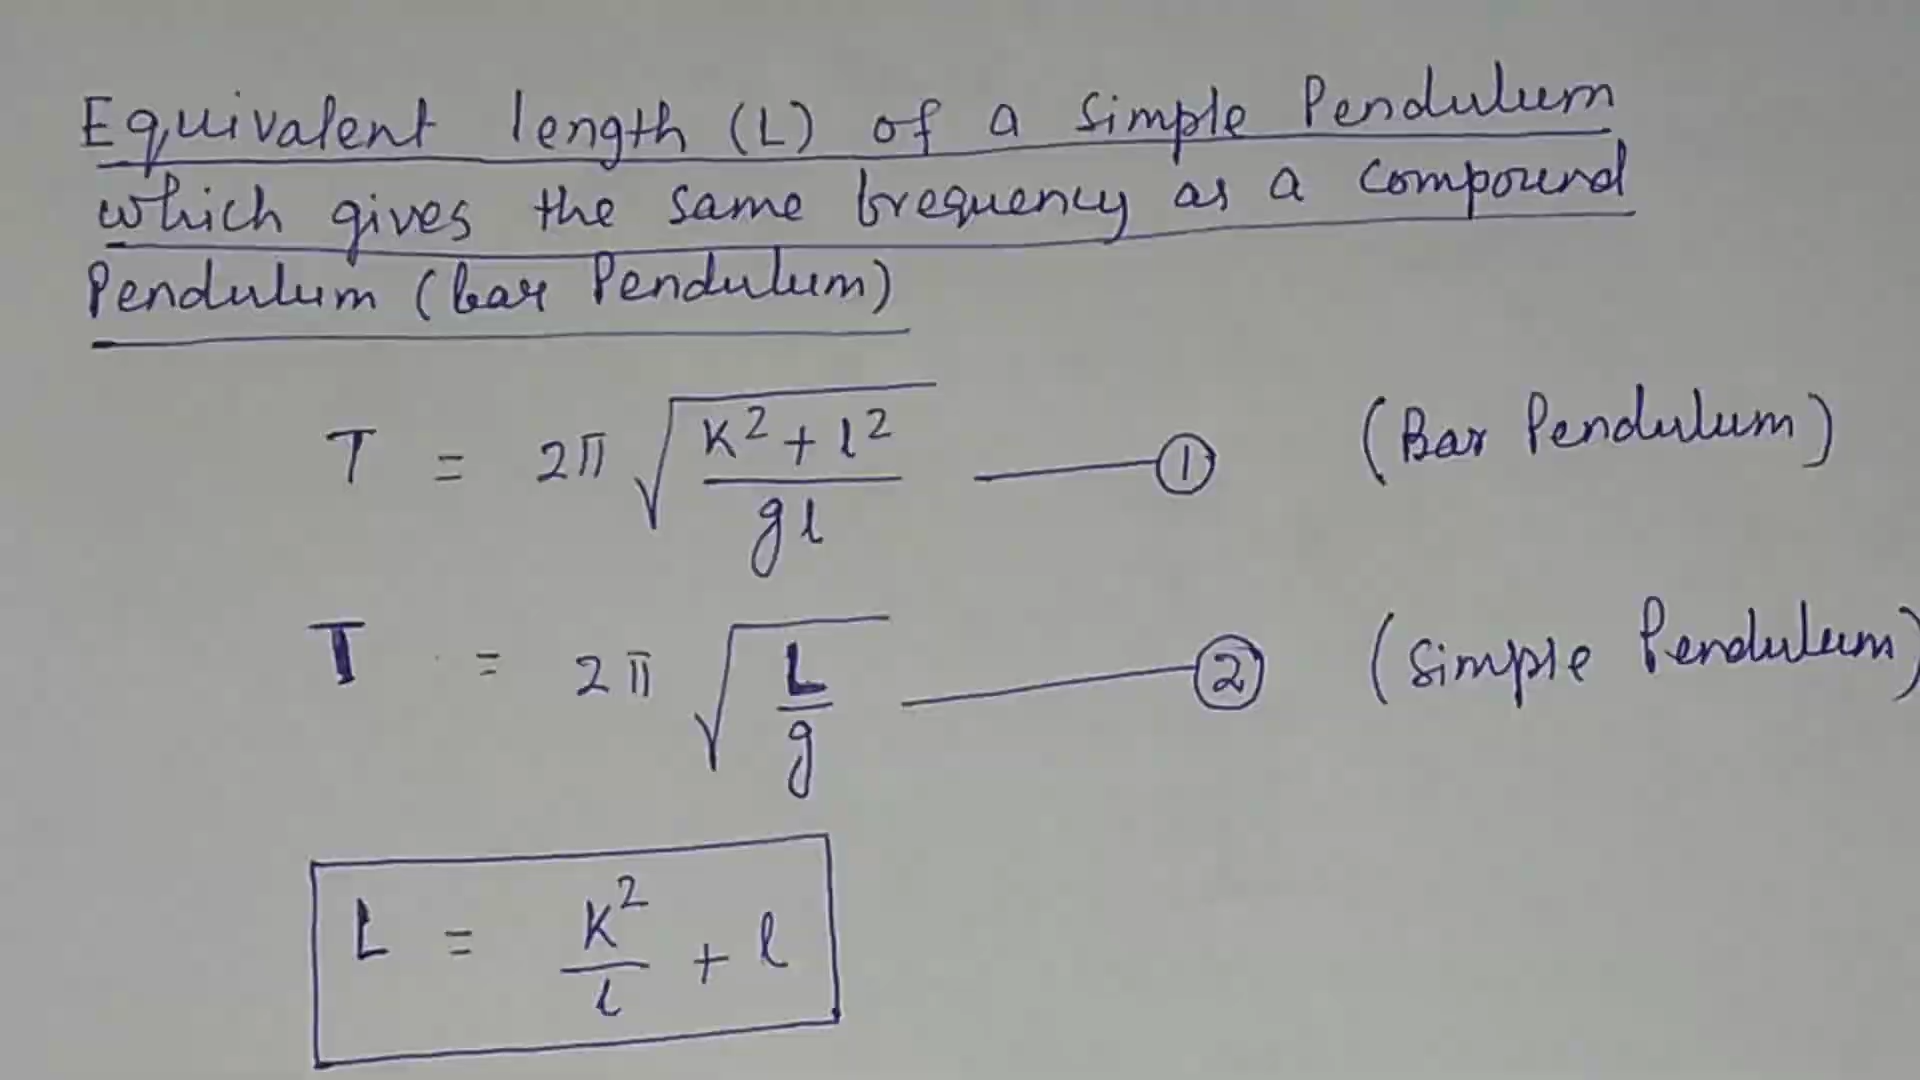 Equivalent length (L) of a simple Pendulum
which gives the same frequency as a compound
Pendulum (bar Pendulum)
T = 2π √((K² + l²)/(gl)) —— ① (Bar Pendulum)
T = 2π √(L/g) —— ② (Simple Pendulum)
L = K²/l + l